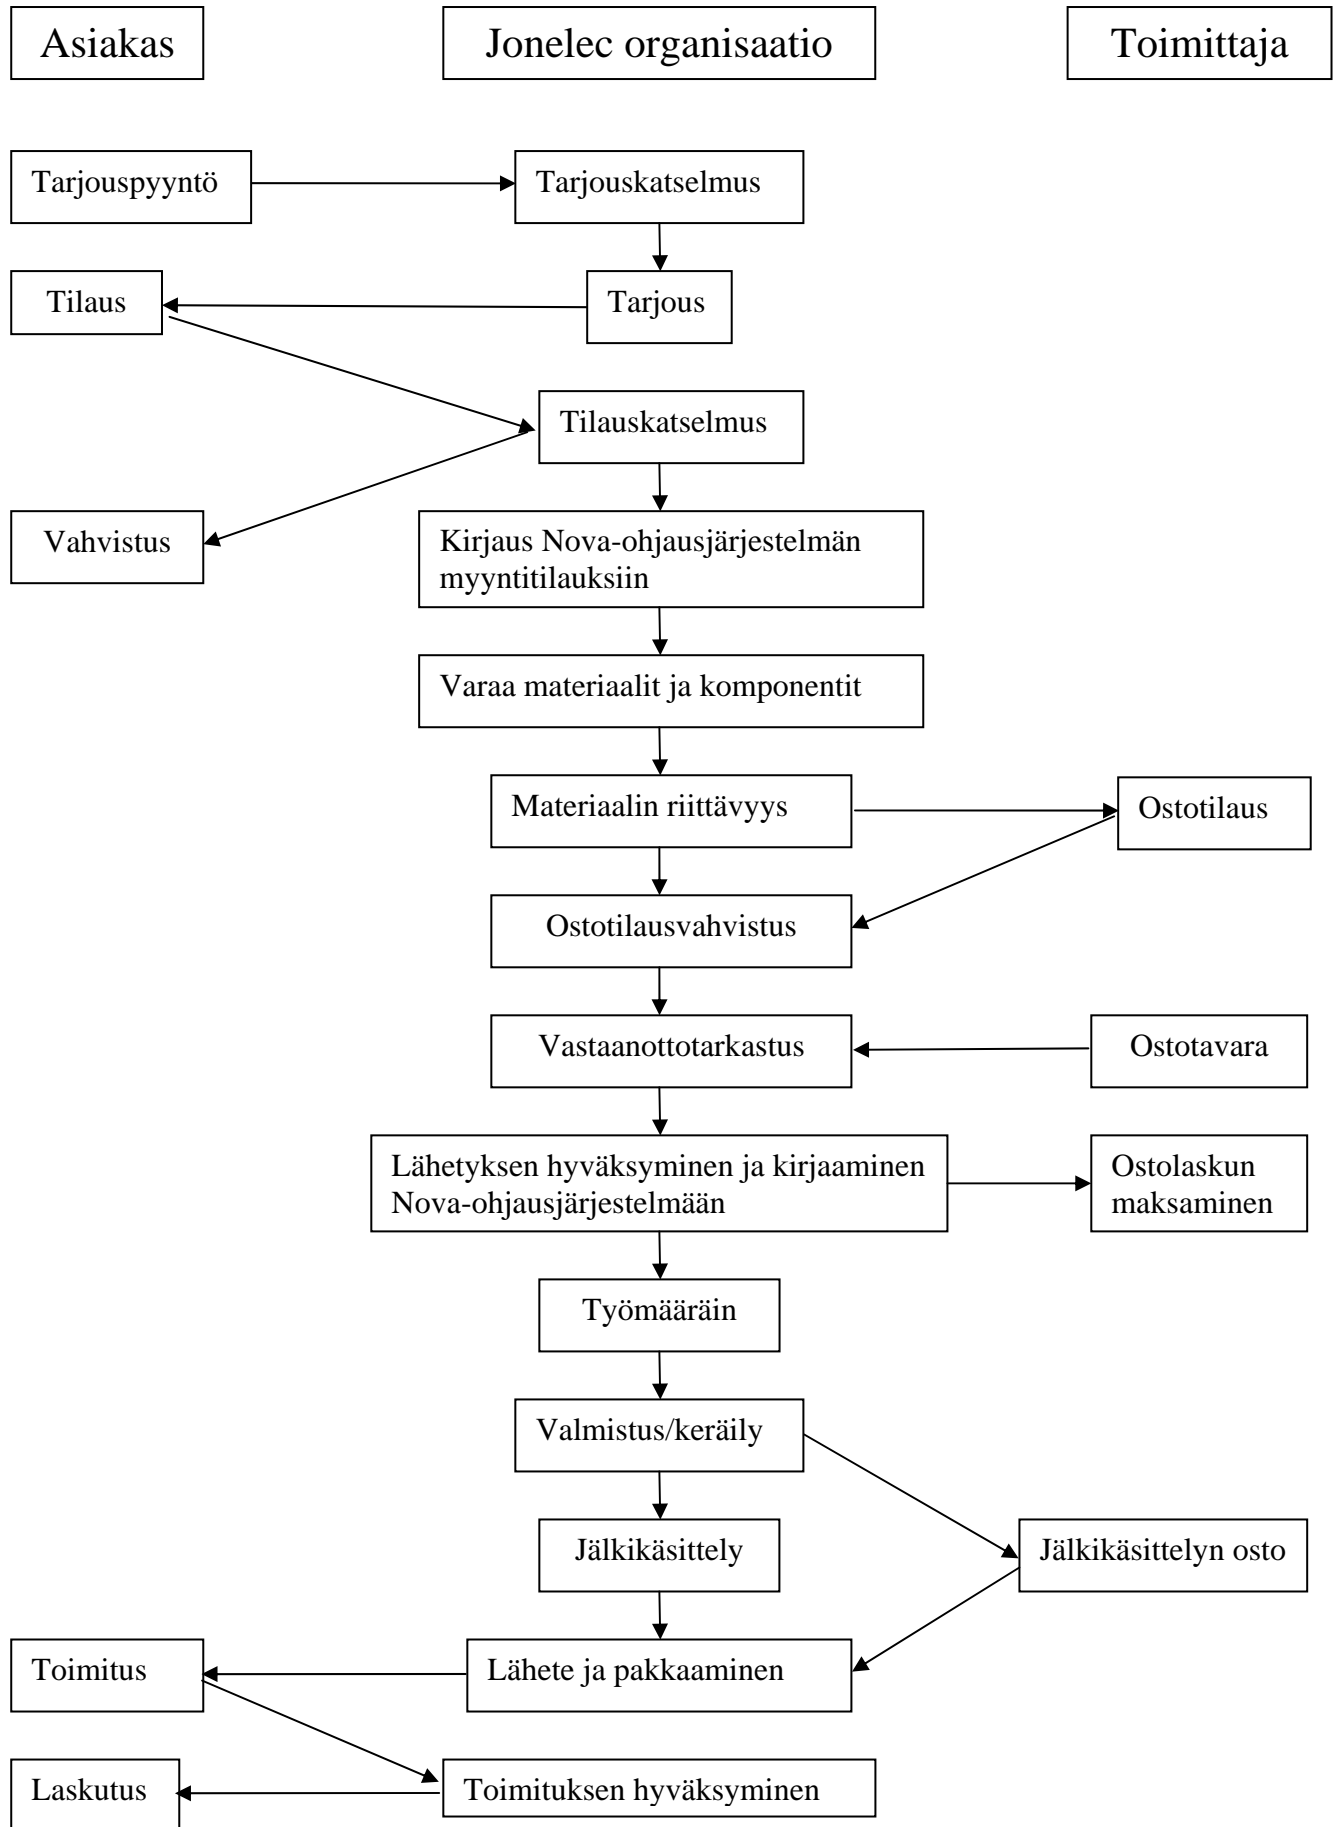 Asiakas
Jonelec organisaatio
Toimittaja
Tarjouspyyntö
Tarjouskatselmus
Tilaus
Tarjous
Tilauskatselmus
Vahvistus
Kirjaus Nova-ohjausjärjestelmän
myyntitilauksiin
Varaa materiaalit ja komponentit
Materiaalin riittävyys
Ostotilaus
Ostotilausvahvistus
Vastaanottotarkastus
Ostotavara
Lähetyksen hyväksyminen ja kirjaaminen
Nova-ohjausjärjestelmään
Ostolaskun
maksaminen
Työmääräin
Valmistus/keräily
Jälkikäsittely
Jälkikäsittelyn osto
Toimitus
Lähete ja pakkaaminen
Laskutus
Toimituksen hyväksyminen